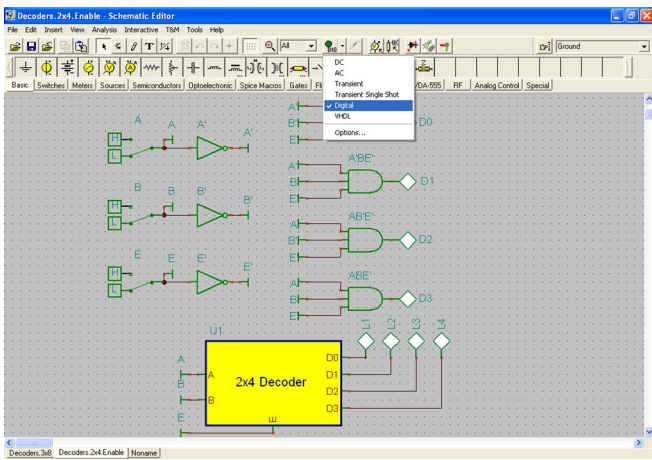 Decoders.2x4.Enable - Schematic Editor
File Edit Insert View Analysis Interactive T&M Tools Help
All
DIG
Ground
Basic Switches Meters Sources Semiconductors Optoelectronic Spice Macros Gates VDA-555 RF Analog Control Special
DC
AC
Transient
Transient Single Shot
Digital
VHDL
Options...
A A A' A'
H
L
B B B' B'
H
L
E E E' E'
H
L
A'
B'
E'
D0
A'BE'
A'
B
E'
D1
AB'E'
A
B'
E'
D2
ABE'
A
B
E'
D3
L1 L2 L3 L4
U1
A
B
E
A
B
E
2x4 Decoder
D0
D1
D2
D3
Decoders.3x8 Decoders.2x4.Enable Noname